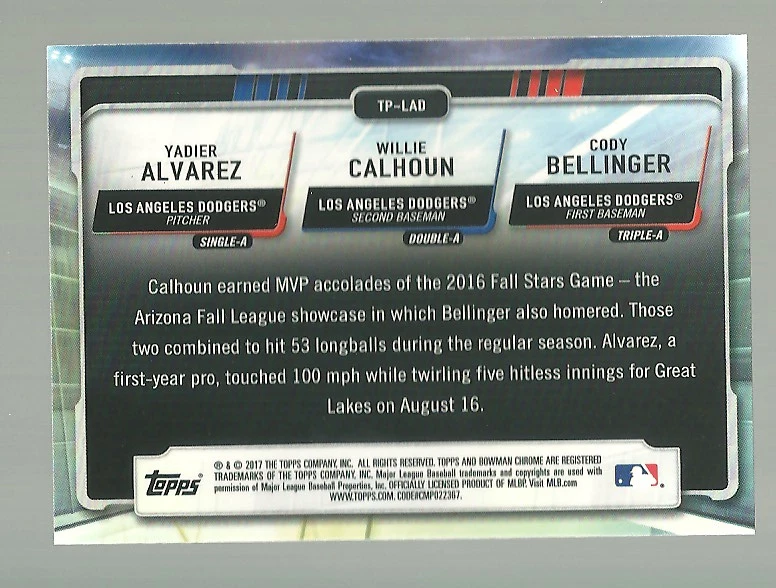 TP-LAD
YADIER
ALVAREZ
LOS ANGELES DODGERS®
PITCHER
SINGLE-A
WILLIE
CALHOUN
LOS ANGELES DODGERS®
SECOND BASEMAN
DOUBLE-A
CODY
BELLINGER
LOS ANGELES DODGERS®
FIRST BASEMAN
TRIPLE-A
Calhoun earned MVP accolades of the 2016 Fall Stars Game – the
Arizona Fall League showcase in which Bellinger also homered. Those
two combined to hit 53 longballs during the regular season. Alvarez, a
first-year pro, touched 100 mph while twirling five hitless innings for Great
Lakes on August 16.
Topps®
® & © 2017 THE TOPPS COMPANY, INC. ALL RIGHTS RESERVED. TOPPS AND BOWMAN CHROME ARE REGISTERED
TRADEMARKS OF THE TOPPS COMPANY, INC. Major League Baseball trademarks and copyrights are used with
permission of Major League Baseball Properties, Inc. OFFICIALLY LICENSED PRODUCT OF MLBP. Visit MLB.com
WWW.TOPPS.COM. CODE#CMP022367.